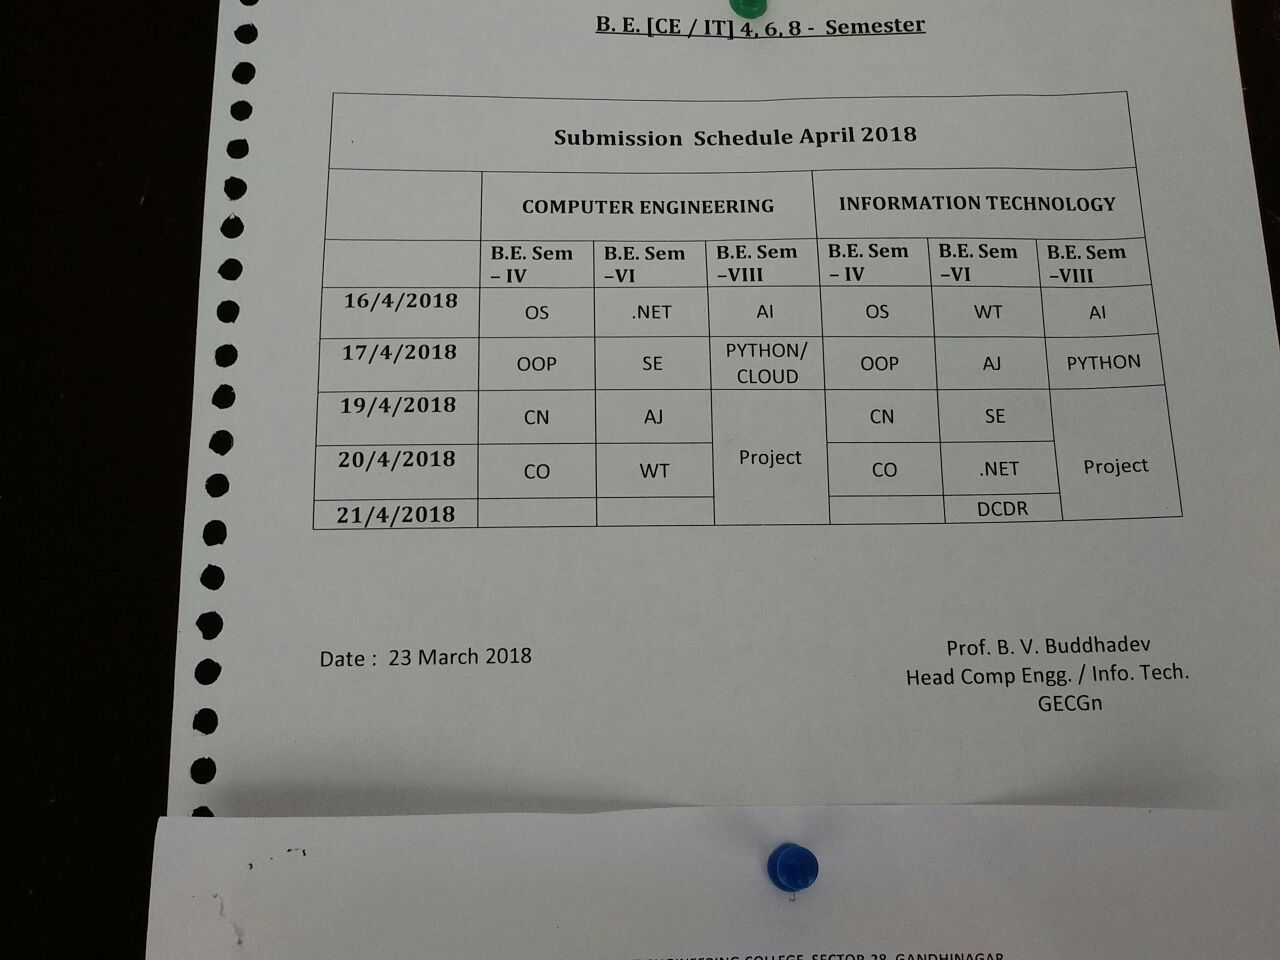 B. E. [CE / IT] 4, 6, 8 - Semester
Submission Schedule April 2018
COMPUTER ENGINEERING INFORMATION TECHNOLOGY
B.E. Sem – IV B.E. Sem –VI B.E. Sem –VIII B.E. Sem – IV B.E. Sem –VI B.E. Sem –VIII
16/4/2018 OS .NET AI OS WT AI
17/4/2018 OOP SE PYTHON/ CLOUD OOP AJ PYTHON
19/4/2018 CN AJ Project CN SE Project
20/4/2018 CO WT CO .NET
21/4/2018 DCDR
Date : 23 March 2018
Prof. B. V. Buddhadev
Head Comp Engg. / Info. Tech.
GECGn
ENGINEERING COLLEGE, SECTOR 28, GANDHINAGAR